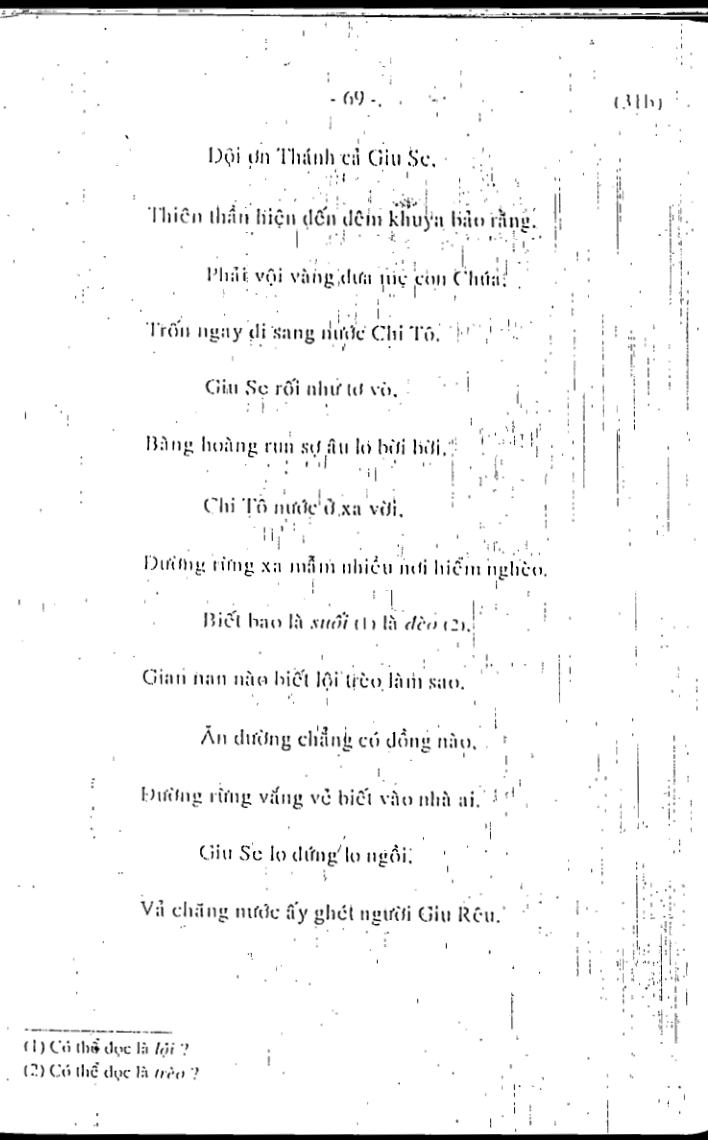 - 69 -
(31b)
Đội ơn Thánh cả Giu Se.
Thiên thần hiện đến đêm khuya bảo rằng.
Phải vội vàng đưa mẹ con Chúa.
Trốn ngay đi sang nước Chi Tô.
Giu Se rối như tơ vò.
Bàng hoàng run sợ âu lo bời bời.
Chi Tô nước ở xa vời.
Đường rừng xa mắm nhiều nơi hiểm nghèo.
Biết bao là suối (1) là đèo (2).
Gian nan nào biết lội trèo làm sao.
Ăn đường chẳng có đồng nào.
Đường rừng vắng vẻ biết vào nhà ai.
Giu Se lo đứng lo ngồi.
Vả chăng nước ấy ghét người Giu Rêu.
(1) Có thể đọc là lội ?
(2) Có thể đọc là trèo ?